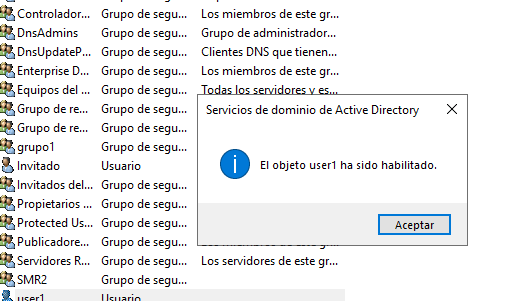 Controlador... Grupo de segu... Los miembros de este gr...
DnsAdmins Grupo de segu... Grupo de administrador...
DnsUpdateP... Grupo de segu... Clientes DNS que tienen...
Enterprise D... Grupo de segu... Los miembros de este gr...
Equipos del ... Grupo de segu... Todas los servidores y es...
Grupo de re... Grupo de segu...
Grupo de re... Grupo de segu...
grupo1 Grupo de segu...
Invitado Usuario
Invitados del... Grupo de segu...
Propietarios ... Grupo de segu...
Protected Us... Grupo de segu...
Publicadore... Grupo de segu...
Servidores R... Grupo de segu... Los servidores de este gr...
SMR2 Grupo de segu...
user1 Usuario
Servicios de dominio de Active Directory
El objeto user1 ha sido habilitado.
Aceptar